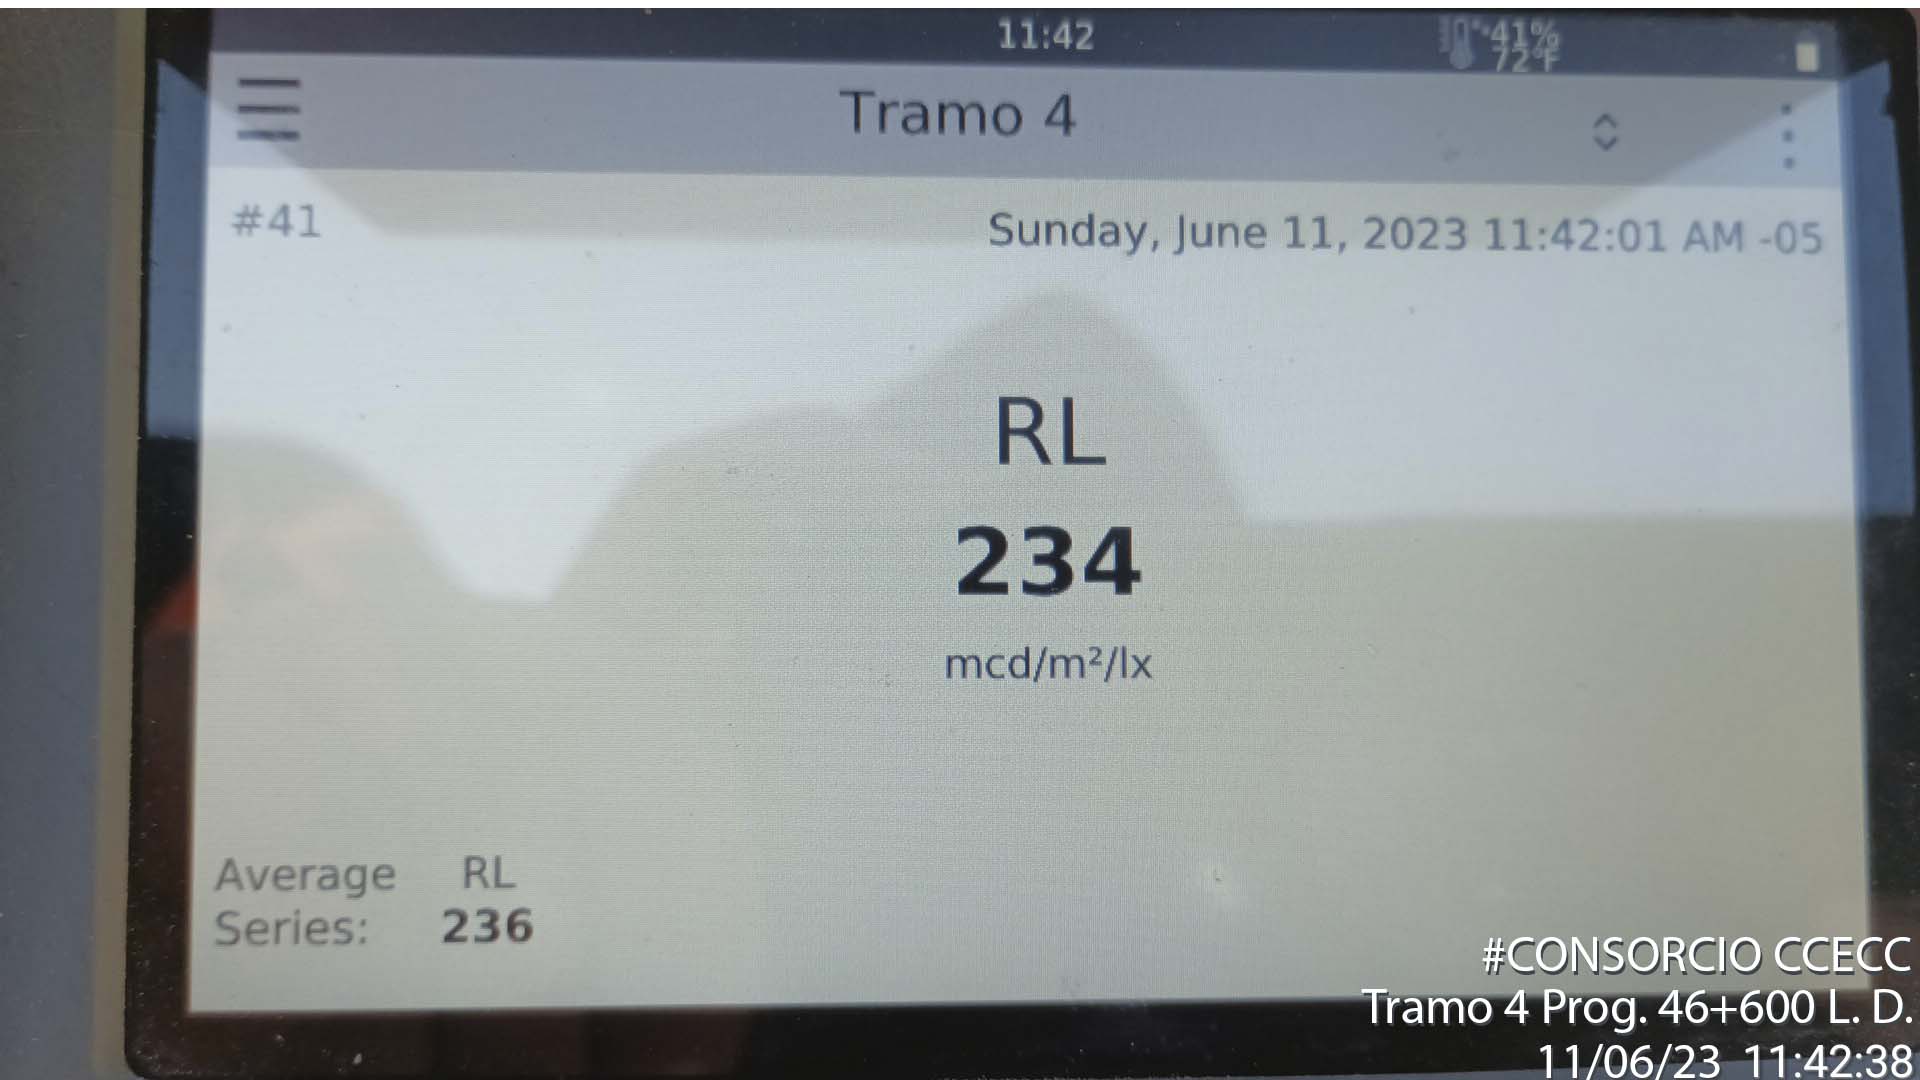 11:42
41%
72°F
Tramo 4
#41
Sunday, June 11, 2023 11:42:01 AM -05
RL
234
mcd/m²/lx
Average RL
Series: 236
#CONSORCIO CCECC
Tramo 4 Prog. 46+600 L. D.
11/06/23 11:42:38